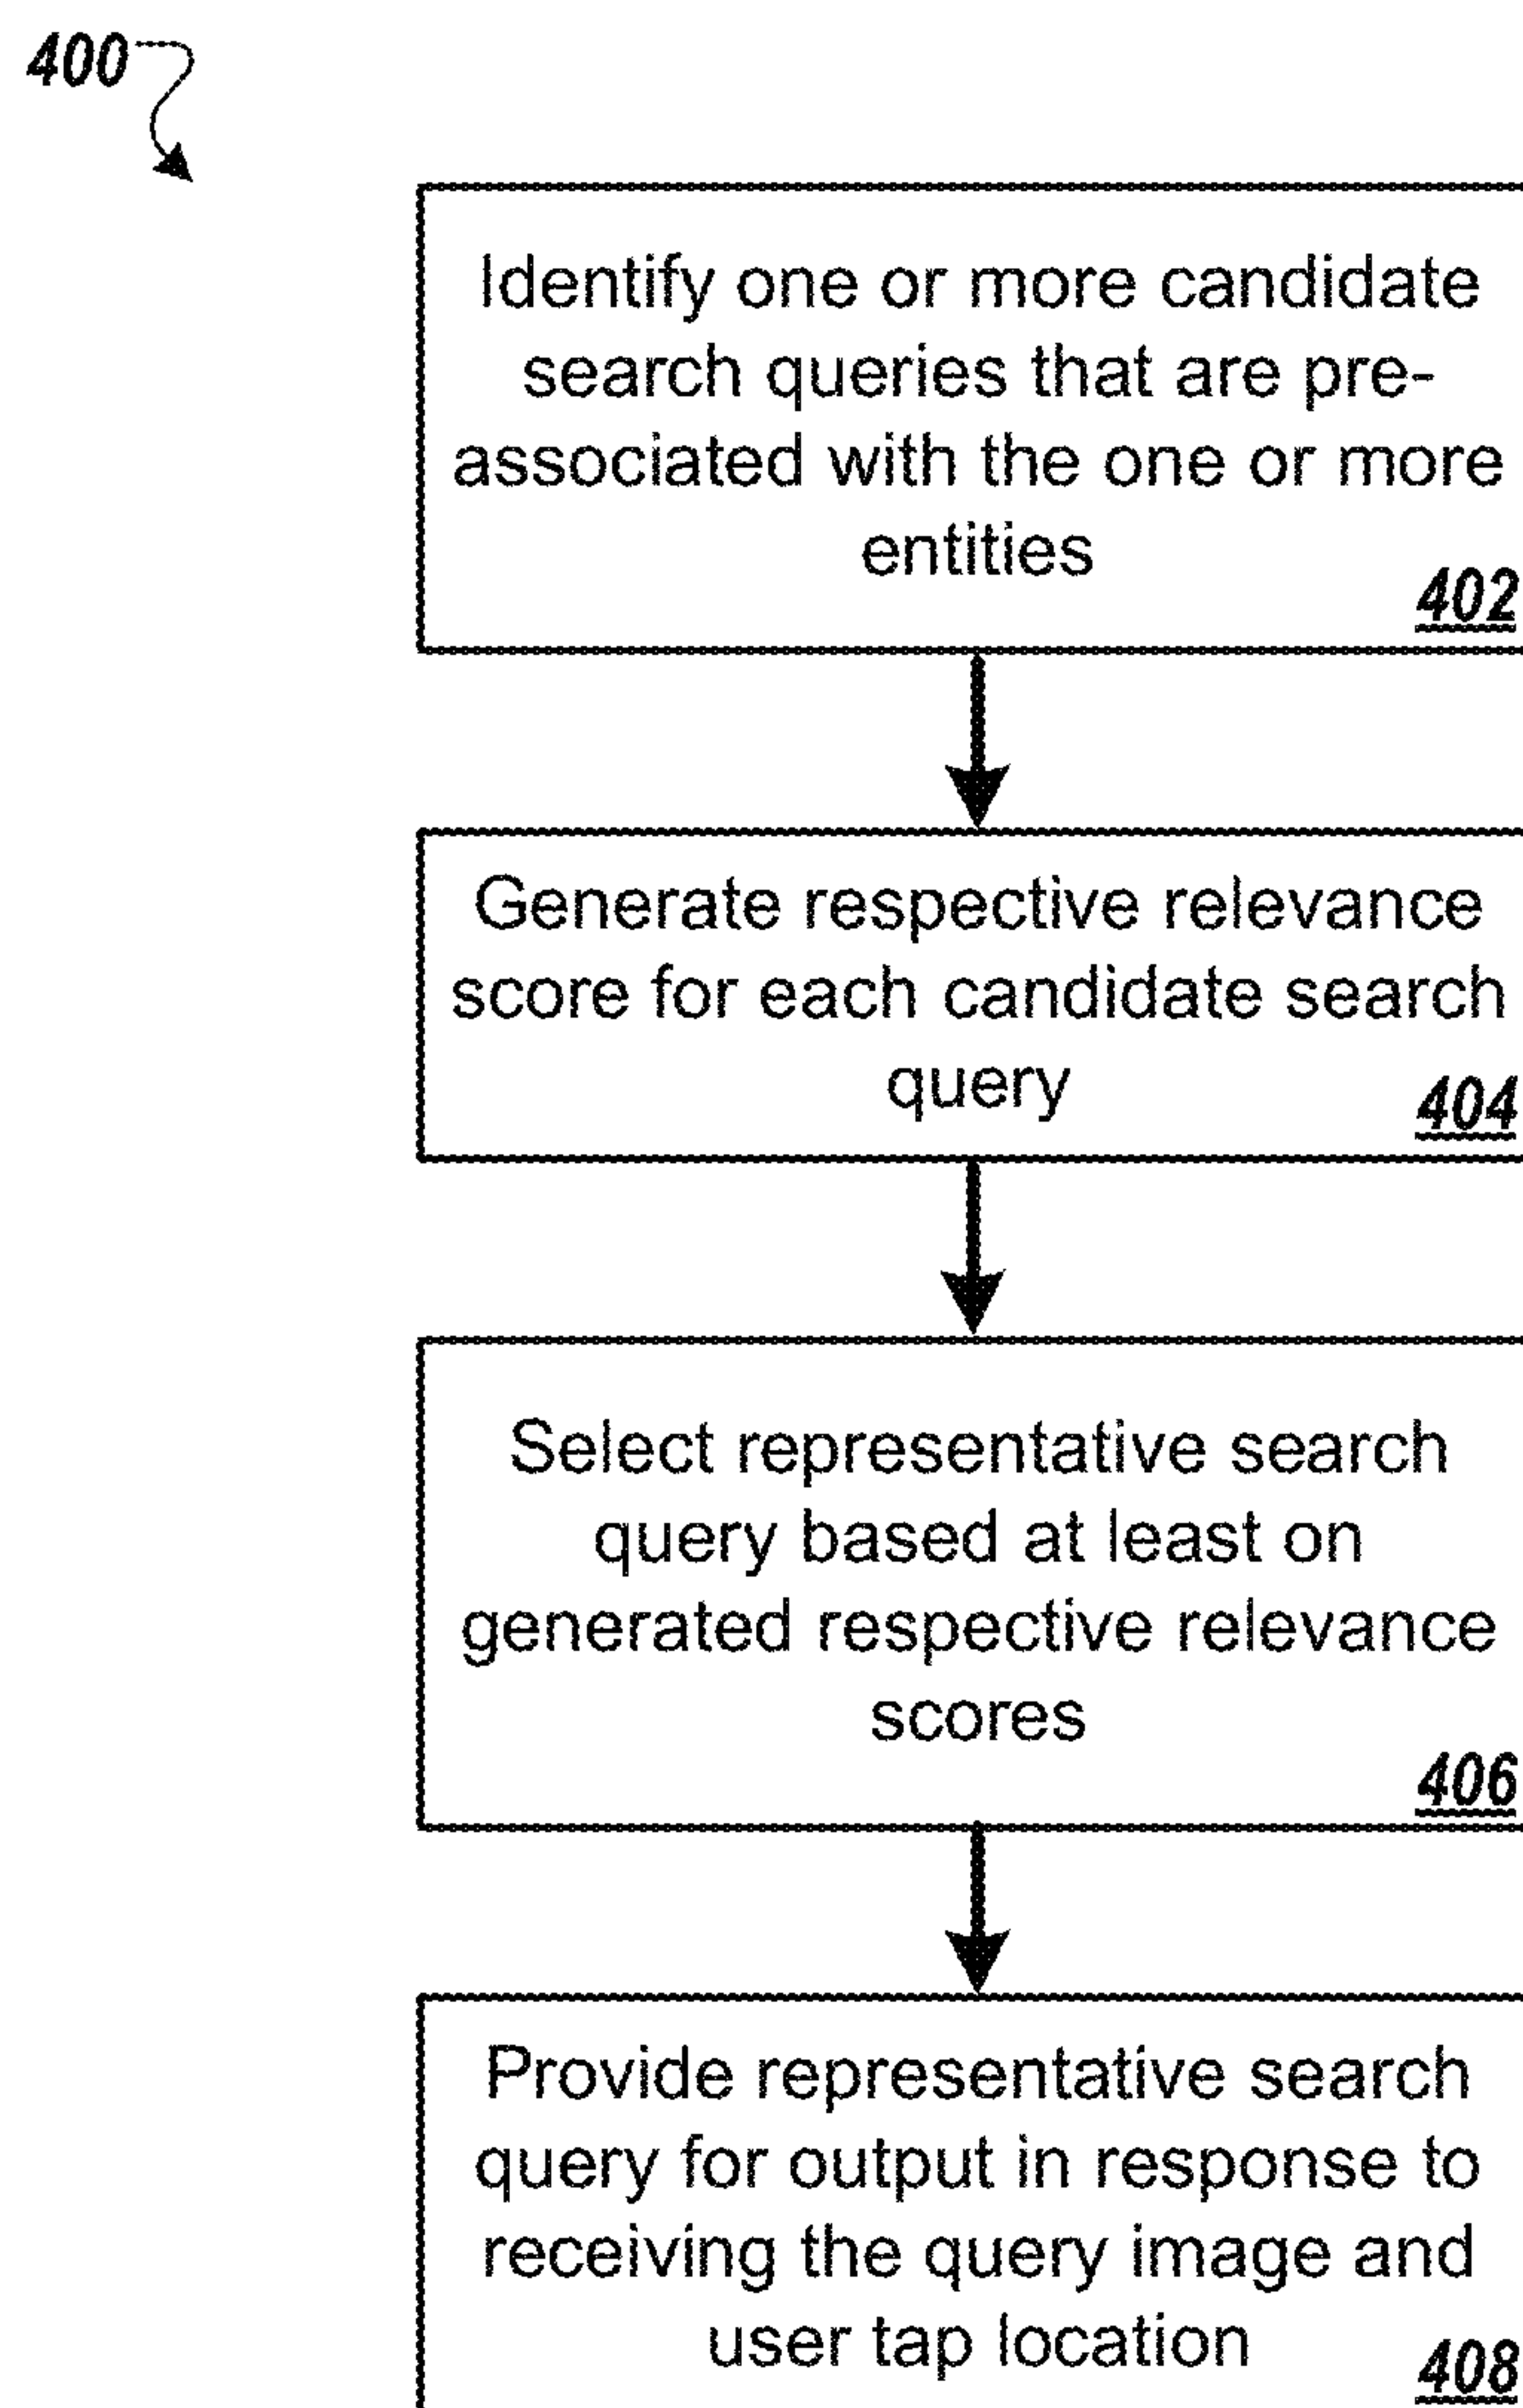 400
Identify one or more candidate
search queries that are pre-
associated with the one or more
entities
402
Generate respective relevance
score for each candidate search
query
404
Select representative search
query based at least on
generated respective relevance
scores
406
Provide representative search
query for output in response to
receiving the query image and
user tap location
408